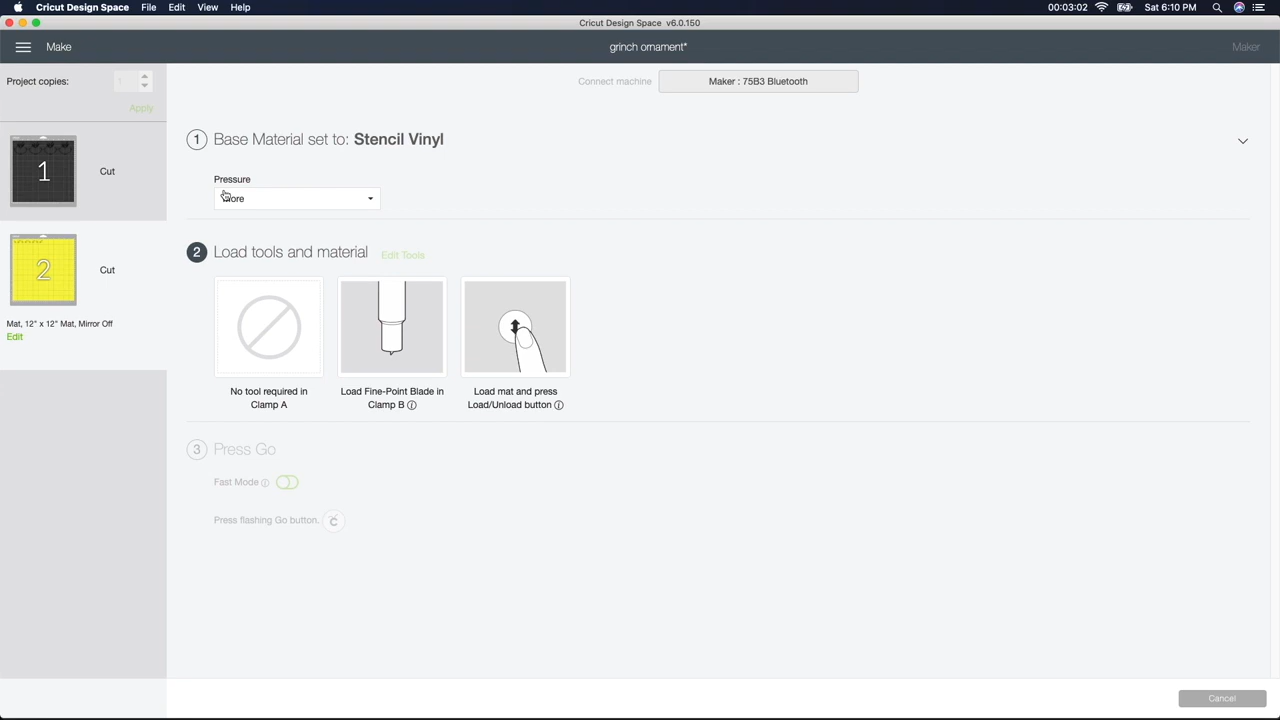 Cricut Design Space File Edit View Help 00:03:02 Sat 6:10 PM
Cricut Design Space v6.0.150
Make grinch ornament* Maker
Project copies: 1
Apply
Connect machine Maker : 75B3 Bluetooth
1 Cut
2 Cut
Mat, 12" x 12" Mat, Mirror Off
Edit
1 Base Material set to: Stencil Vinyl
Pressure
More
2 Load tools and material Edit Tools
No tool required in
Clamp A
Load Fine-Point Blade in
Clamp B
Load mat and press
Load/Unload button
3 Press Go
Fast Mode
Press flashing Go button.
Cancel